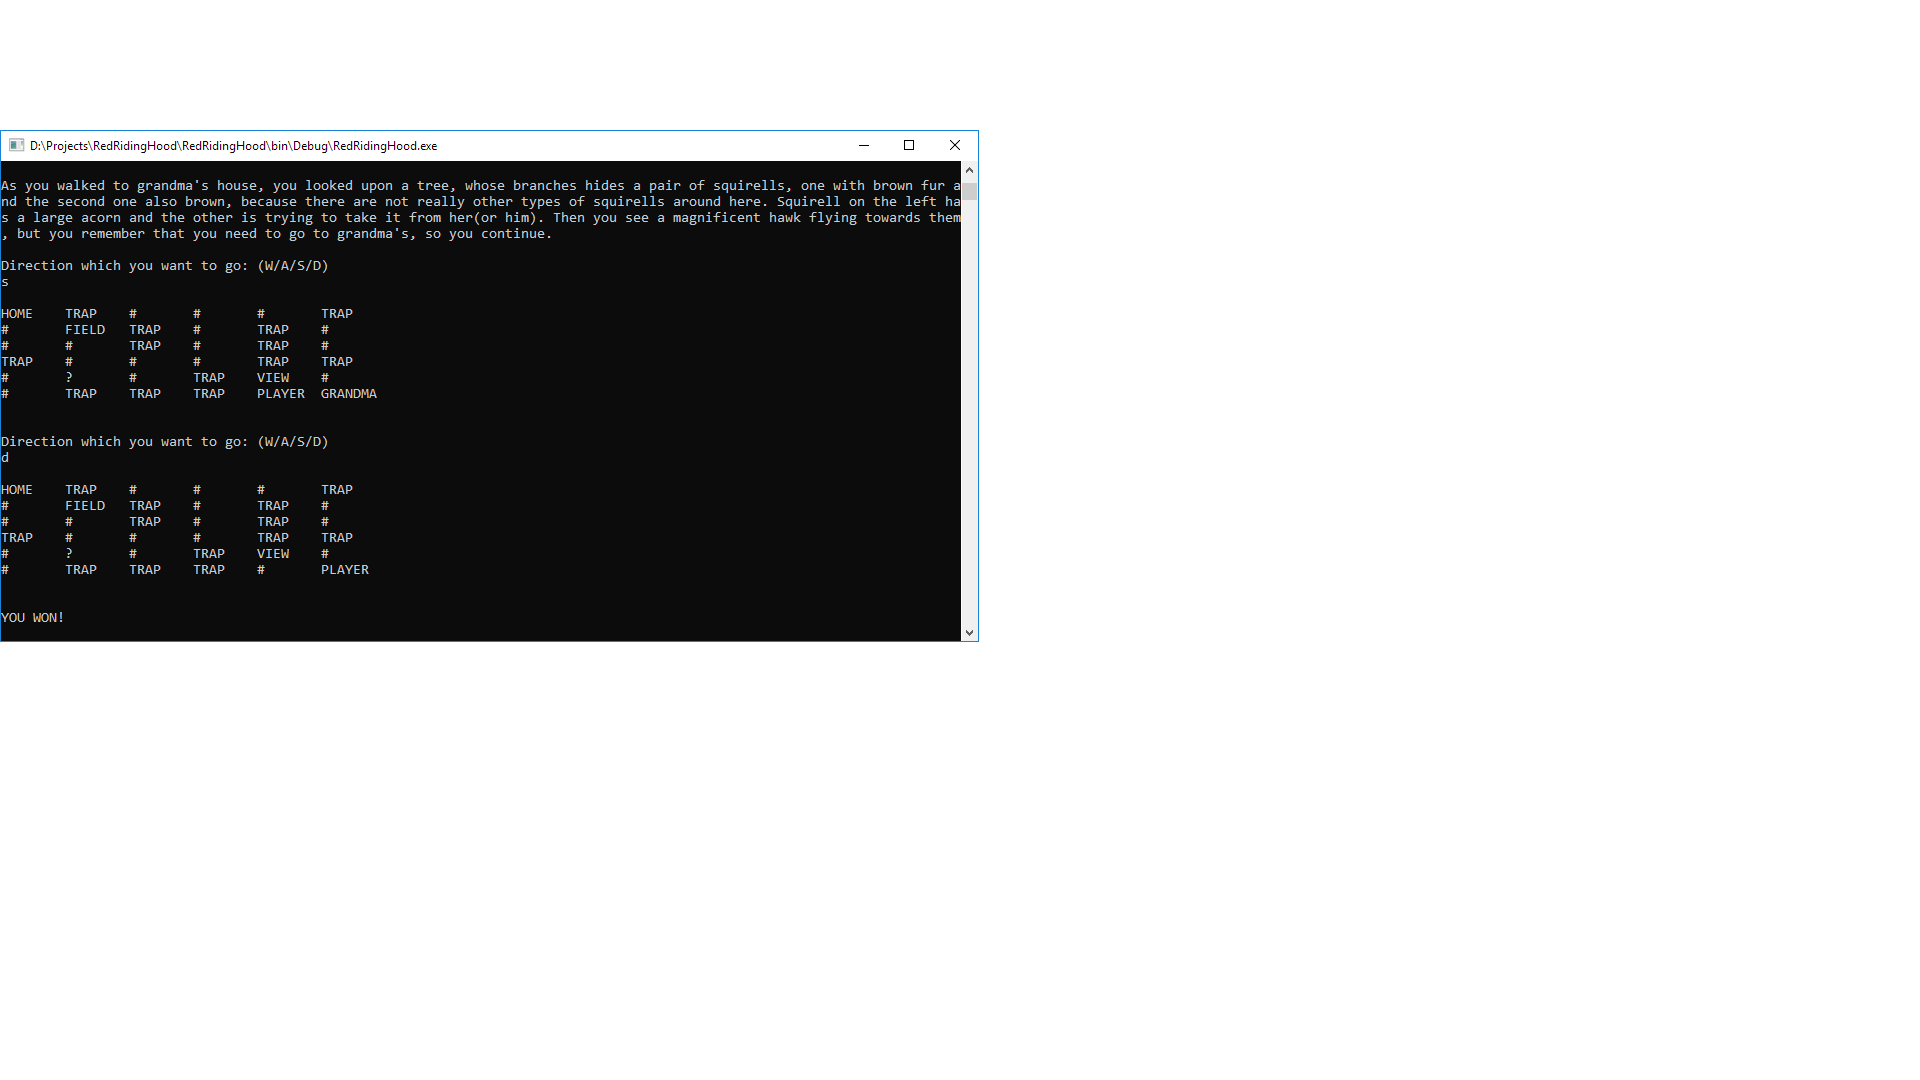 D:\Projects\RedRidingHood\RedRidingHood\bin\Debug\RedRidingHood.exe
As you walked to grandma's house, you looked upon a tree, whose branches hides a pair of squirells, one with brown fur a
nd the second one also brown, because there are not really other types of squirells around here. Squirell on the left ha
s a large acorn and the other is trying to take it from her(or him). Then you see a magnificent hawk flying towards them
, but you remember that you need to go to grandma's, so you continue.
Direction which you want to go: (W/A/S/D)
s
HOME TRAP # # # TRAP
# FIELD TRAP # TRAP #
# # TRAP # TRAP #
TRAP # # # TRAP TRAP
# ? # TRAP VIEW #
# TRAP TRAP TRAP PLAYER GRANDMA
Direction which you want to go: (W/A/S/D)
d
HOME TRAP # # # TRAP
# FIELD TRAP # TRAP #
# # TRAP # TRAP #
TRAP # # # TRAP TRAP
# ? # TRAP VIEW #
# TRAP TRAP TRAP # PLAYER
YOU WON!